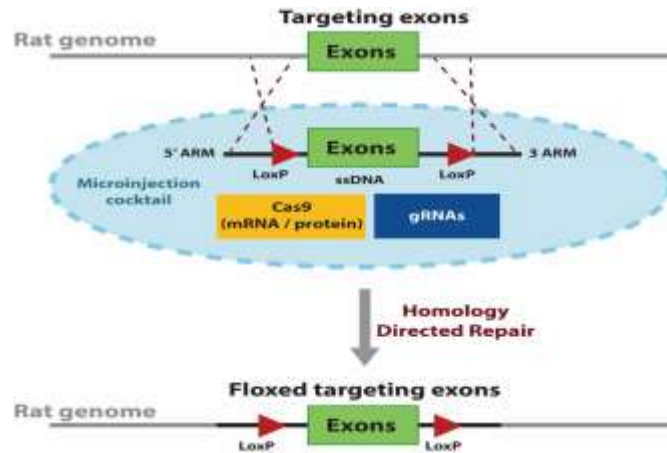 Targeting exons
Rat genome
Exons
5' ARM
Exons
3 ARM
LoxP
ssDNA
LoxP
Microinjection
cocktail
Cas9
(mRNA / protein)
gRNAs
Homology
Directed Repair
Floxed targeting exons
Rat genome
Exons
LoxP
LoxP